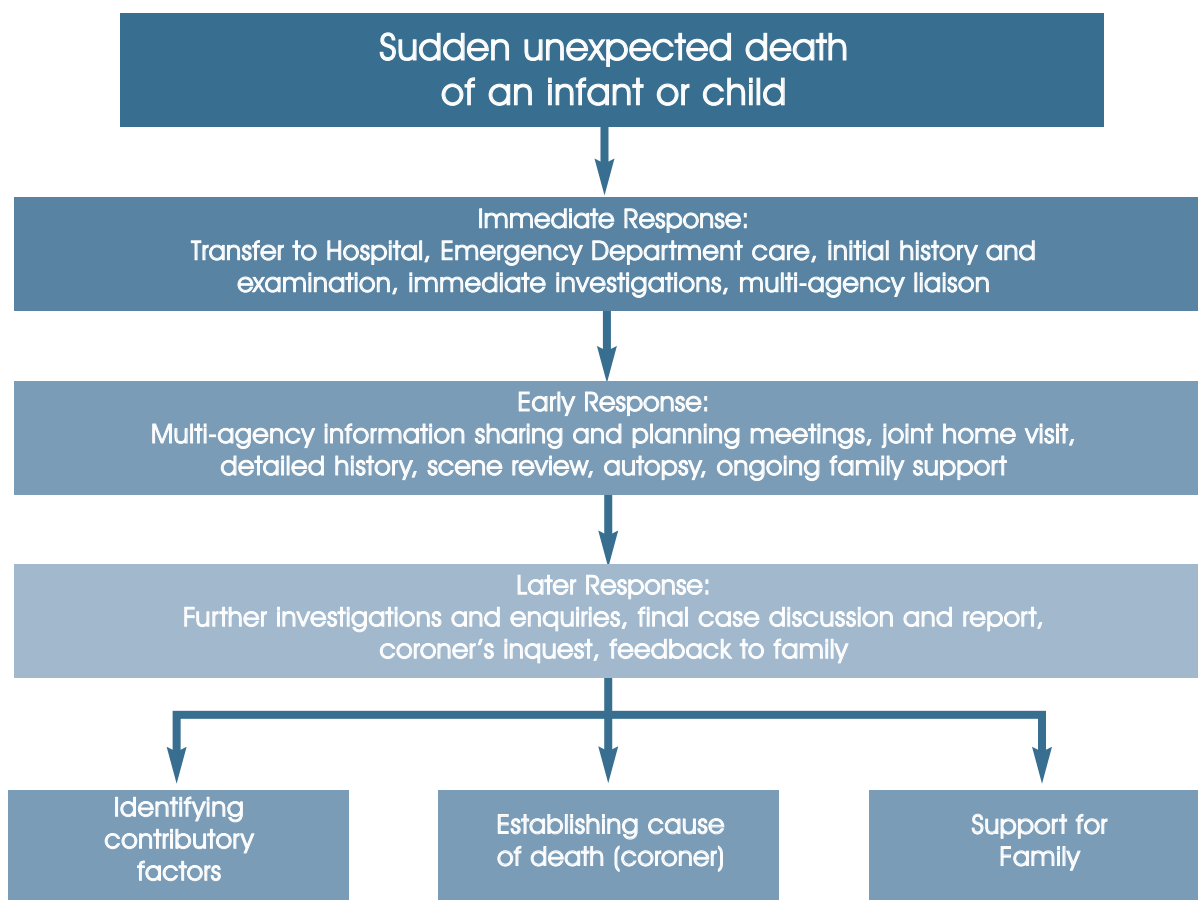 Sudden unexpected death
of an infant or child
Immediate Response:
Transfer to Hospital, Emergency Department care, initial history and
examination, immediate investigations, multi-agency liaison
Early Response:
Multi-agency information sharing and planning meetings, joint home visit,
detailed history, scene review, autopsy, ongoing family support
Later Response:
Further investigations and enquiries, final case discussion and report,
coroner's inquest, feedback to family
Identifying
contributory
factors
Establishing cause
of death (coroner)
Support for
Family